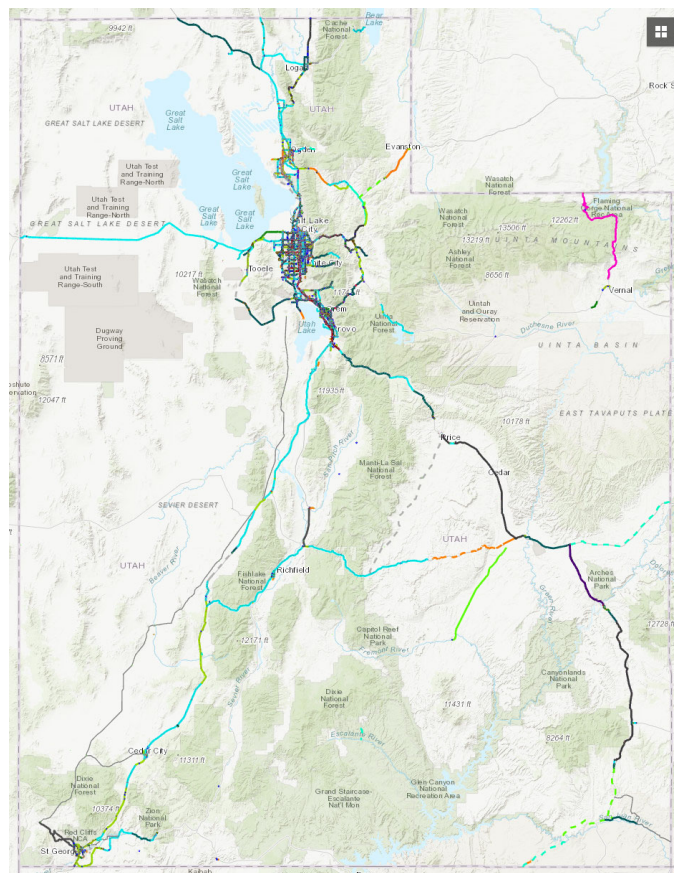 9942 ft
Cache
National
Forest
Bear
Lake
Logan
Rock S
UTAH
UTAH
GREAT SALT LAKE DESERT
Great
Salt
Lake
Evanston
Utah Test
and Training
Range-North
Great
Salt
Lake
Wasatch
National
Forest
Utah Test
and Training
Range-North
Great
Salt
Lake
Wasatch
National
Forest
12262 ft
13506 ft
GREAT SALT LAKE DESERT
Salt Lake
City
13219 ft
UINTA MOUNTAINS
Ashley
National
Forest
Utah Test
and Training
Range-South
10217 ft
Tooele
8656 ft
Wasatch
National
Forest
Vernal
Uintah
and Ouray
Reservation
Utah
Lake
Uinta
National
Forest
Duchesne River
Dugway
Proving
Ground
8571 ft
UINTA BASIN
12047 ft
11935 ft
10178 ft
EAST TAVAPUTS PLATE
Price
Manti-La Sal
National
Forest
Cedar
SEVIER DESERT
UTAH
UTAH
Beaver River
Fishlake
National
Forest
Richfield
Arches
National
Park
Green River
Capitol Reef
National
Park
Fremont River
12171 ft
12728 ft
Canyonlands
National
Park
Sevier River
Dixie
National
Forest
11431 ft
8264 ft
Escalante River
Cedar City
11311 ft
Dixie
National
Forest
Glen Canyon
National
Recreation Area
Grand Staircase
Escalante
Nat'l Mon
10374 ft
Zion
National
Park
Red Cliffs
NCA
St George
San Juan River
Kaibab